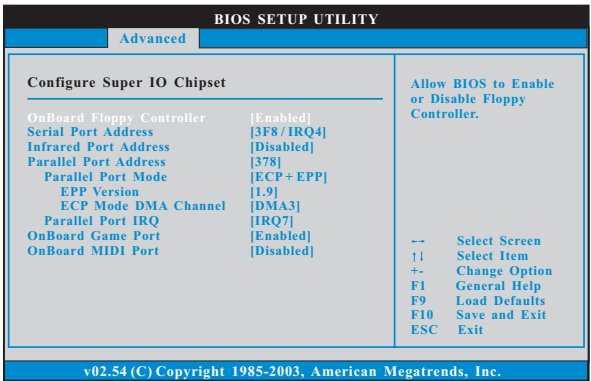 BIOS SETUP UTILITY
Advanced
Configure Super IO Chipset
OnBoard Floppy Controller [Enabled]
Serial Port Address [3F8 / IRQ4]
Infrared Port Address [Disabled]
Parallel Port Address [378]
Parallel Port Mode [ECP + EPP]
EPP Version [1.9]
ECP Mode DMA Channel [DMA3]
Parallel Port IRQ [IRQ7]
OnBoard Game Port [Enabled]
OnBoard MIDI Port [Disabled]
Allow BIOS to Enable
or Disable Floppy
Controller.
←→ Select Screen
↑↓ Select Item
+- Change Option
F1 General Help
F9 Load Defaults
F10 Save and Exit
ESC Exit
v02.54 (C) Copyright 1985-2003, American Megatrends, Inc.